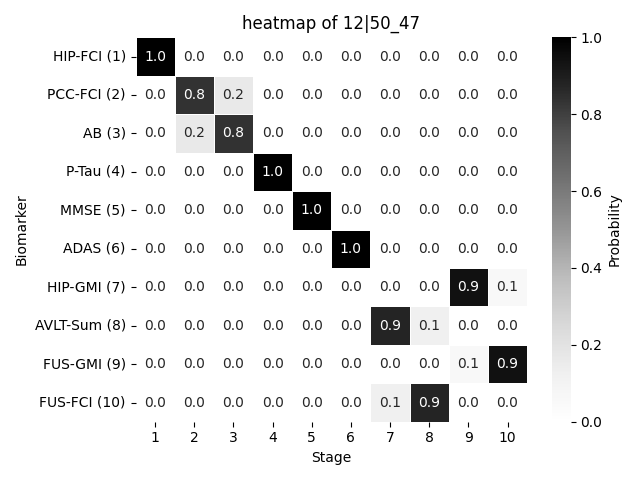 heatmap of 12|50_47
HIP-FCI (1) 1.0 0.0 0.0 0.0 0.0 0.0 0.0 0.0 0.0 0.0
PCC-FCI (2) 0.0 0.8 0.2 0.0 0.0 0.0 0.0 0.0 0.0 0.0
AB (3) 0.0 0.2 0.8 0.0 0.0 0.0 0.0 0.0 0.0 0.0
P-Tau (4) 0.0 0.0 0.0 1.0 0.0 0.0 0.0 0.0 0.0 0.0
MMSE (5) 0.0 0.0 0.0 0.0 1.0 0.0 0.0 0.0 0.0 0.0
ADAS (6) 0.0 0.0 0.0 0.0 0.0 1.0 0.0 0.0 0.0 0.0
HIP-GMI (7) 0.0 0.0 0.0 0.0 0.0 0.0 0.0 0.0 0.9 0.1
AVLT-Sum (8) 0.0 0.0 0.0 0.0 0.0 0.0 0.9 0.1 0.0 0.0
FUS-GMI (9) 0.0 0.0 0.0 0.0 0.0 0.0 0.0 0.0 0.1 0.9
FUS-FCI (10) 0.0 0.0 0.0 0.0 0.0 0.0 0.1 0.9 0.0 0.0
1 2 3 4 5 6 7 8 9 10
Stage
Biomarker
1.0
0.8
0.6
0.4
0.2
0.0
Probability